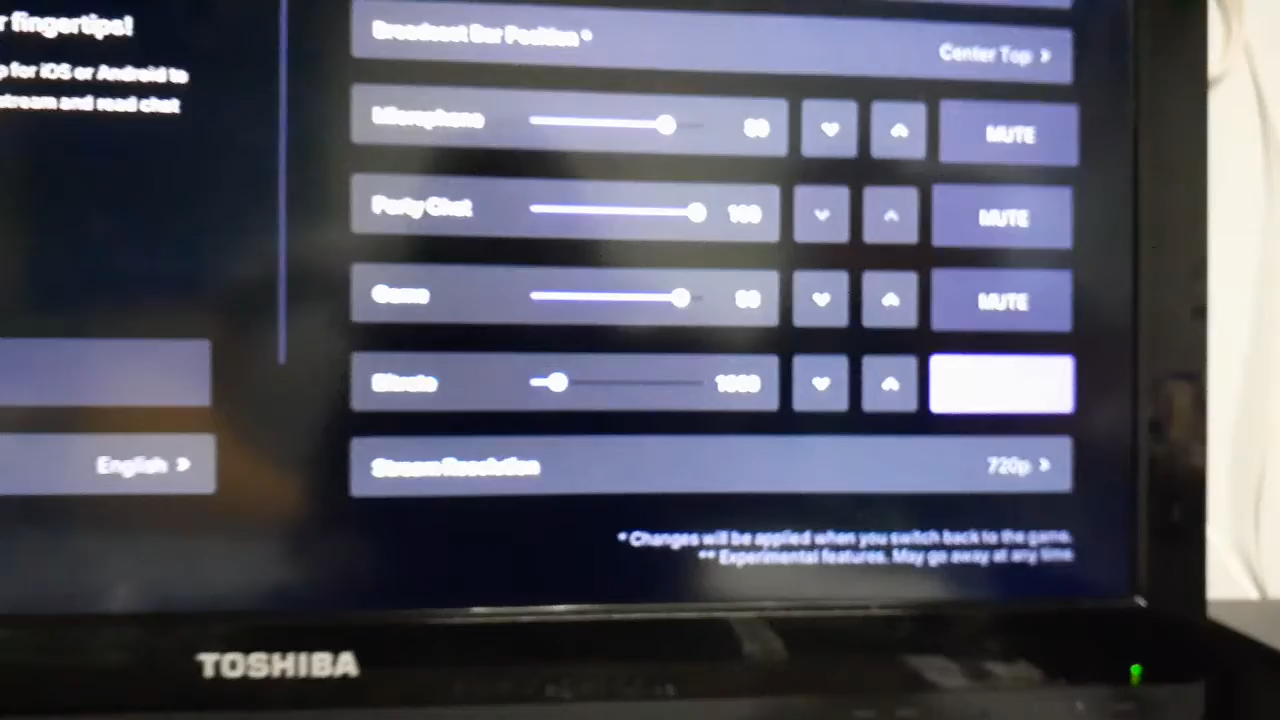 r fingertips!
p for iOS or Android to
stream and read chat
English >
Broadcast Bar Position *
Center Top >
Microphone 80 MUTE
Party Chat 100 MUTE
Game MUTE
Bitrate 1000
Stream Resolution 720p >
* Changes will be applied when you switch back to the game.
** Experimental features. May go away at any time
TOSHIBA